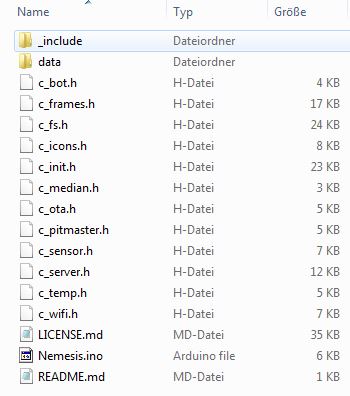 Name Typ Größe
_include Dateiordner
data Dateiordner
c_bot.h H-Datei 4 KB
c_frames.h H-Datei 17 KB
c_fs.h H-Datei 24 KB
c_icons.h H-Datei 8 KB
c_init.h H-Datei 23 KB
c_median.h H-Datei 3 KB
c_ota.h H-Datei 5 KB
c_pitmaster.h H-Datei 5 KB
c_sensor.h H-Datei 7 KB
c_server.h H-Datei 12 KB
c_temp.h H-Datei 5 KB
c_wifi.h H-Datei 7 KB
LICENSE.md MD-Datei 35 KB
Nemesis.ino Arduino file 6 KB
README.md MD-Datei 1 KB